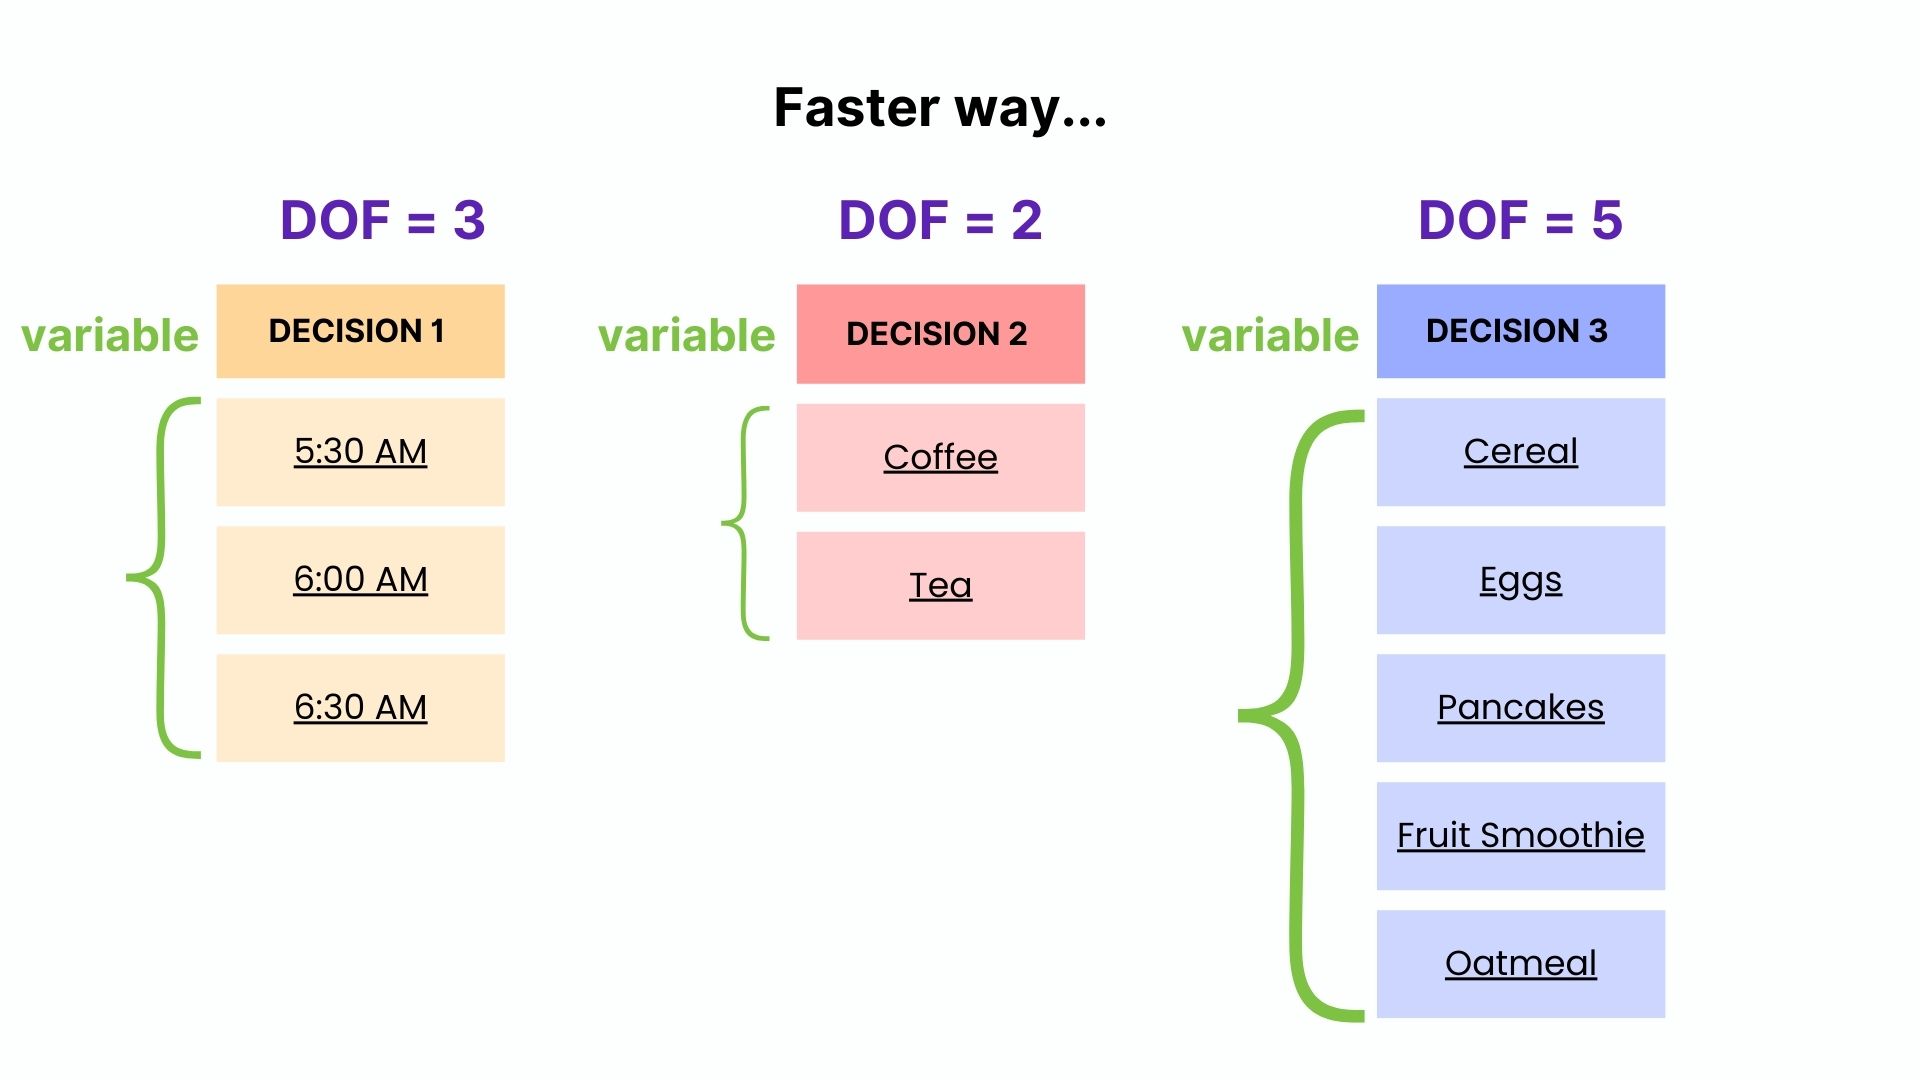 Faster way...
DOF = 3
DOF = 2
DOF = 5
variable
DECISION 1
variable
DECISION 2
variable
DECISION 3
5:30 AM
6:00 AM
6:30 AM
Coffee
Tea
Cereal
Eggs
Pancakes
Fruit Smoothie
Oatmeal